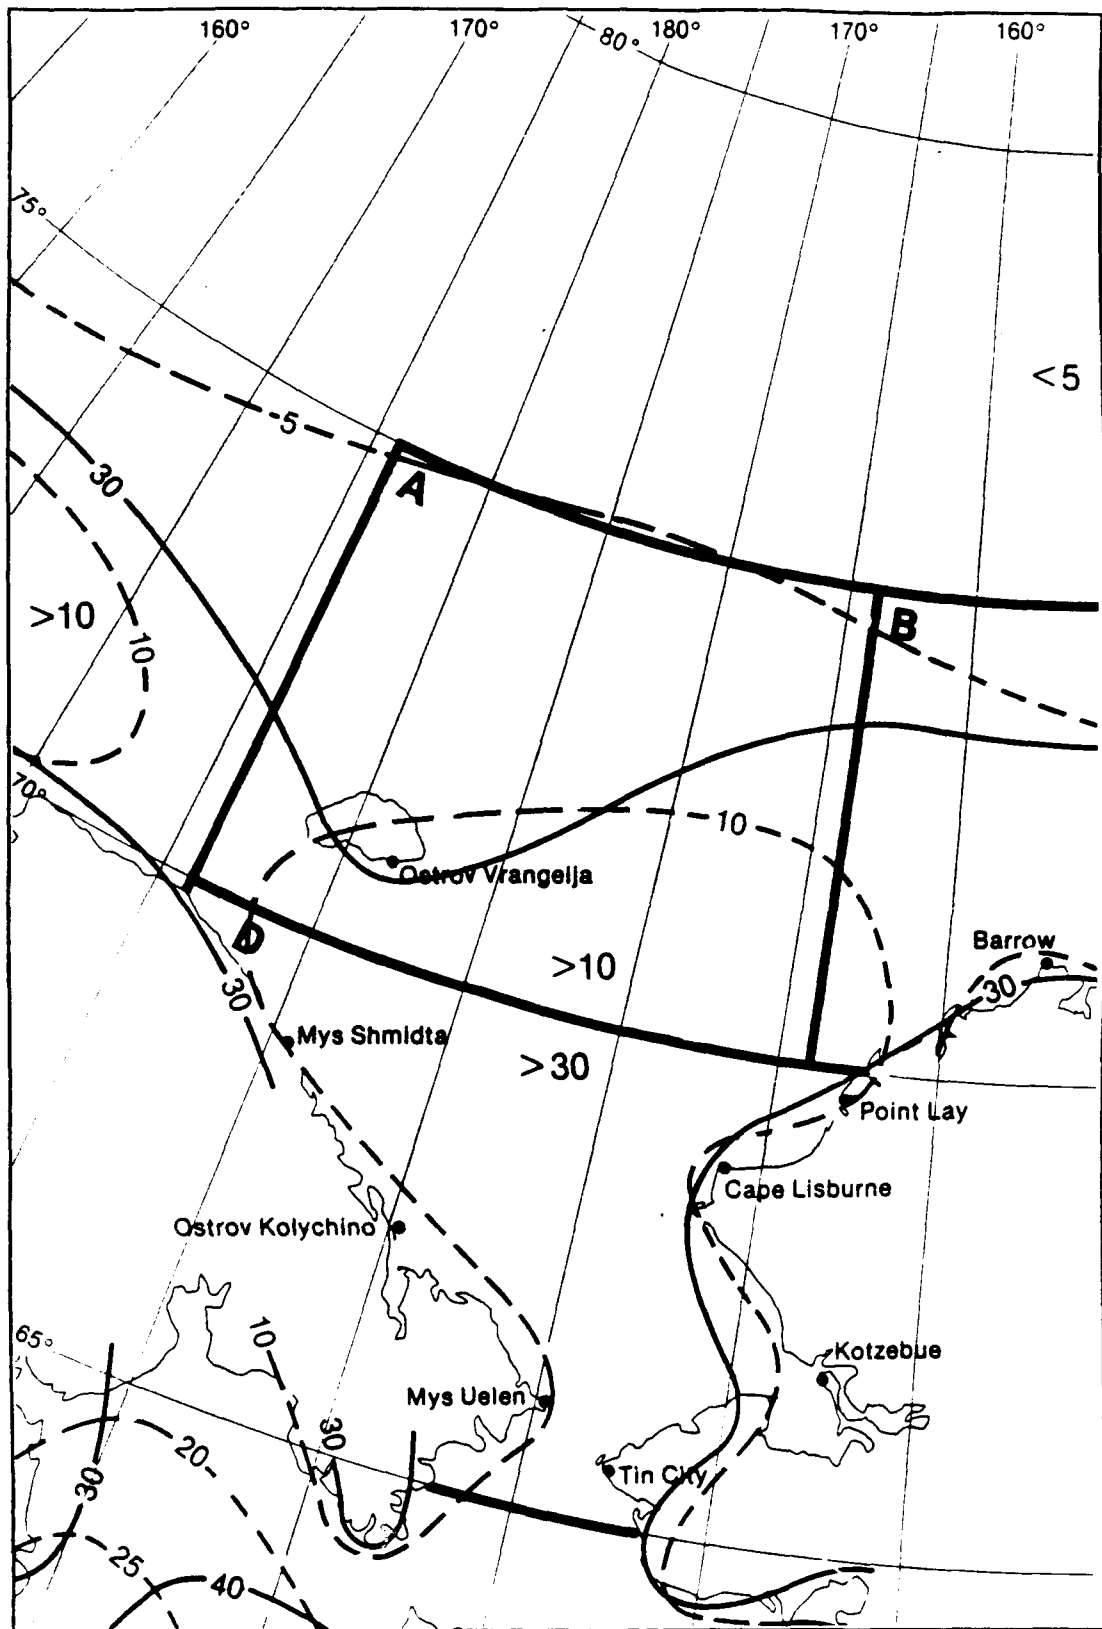 160° 170° 80° 180° 170° 160°
75°
<5
5
30
A
>10
10
B
70°
10
Ostrov Vrangelja
D
>10
Barrow
30
30
Mys Shmidta
>30
Point Lay
Cape Lisburne
Ostrov Kolychino
65°
10
Kotzebue
Mys Uelen
30
20
Tin City
30
25
40